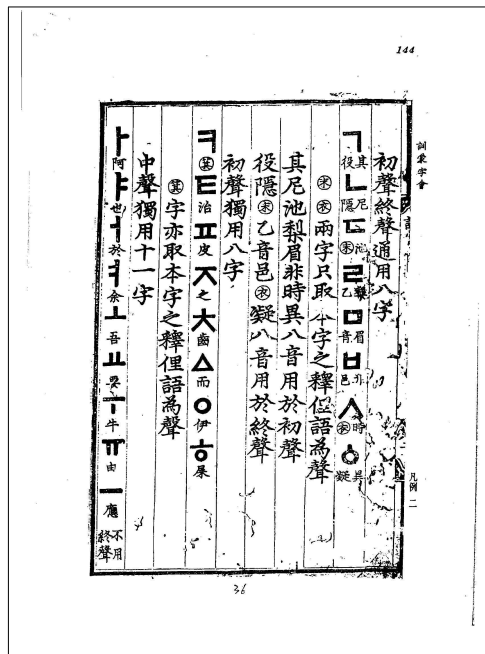 144
訓蒙字會
凡例 二
初聲終聲通用八字
ㄱ其役ㄴ尼隱ㄷ池末ㄹ梨乙ㅁ眉音ㅂ非邑ㅅ時衣ㆁ異凝
末衣兩字只取本字之釋俚語為聲
其尼池梨眉非時異八音用於初聲
役隱末乙音邑衣凝八音用於終聲
初聲獨用八字
ㅋ箕ㅌ治ㅍ皮ㅈ之ㅊ齒ㅿ而ㅇ伊ㅎ屎
箕字亦取本字之釋俚語為聲
中聲獨用十一字
ㅏ阿ㅑ也ㅓ於ㅕ余ㅗ吾ㅛ要ㅜ牛ㅠ由ㅡ應不用終聲
36